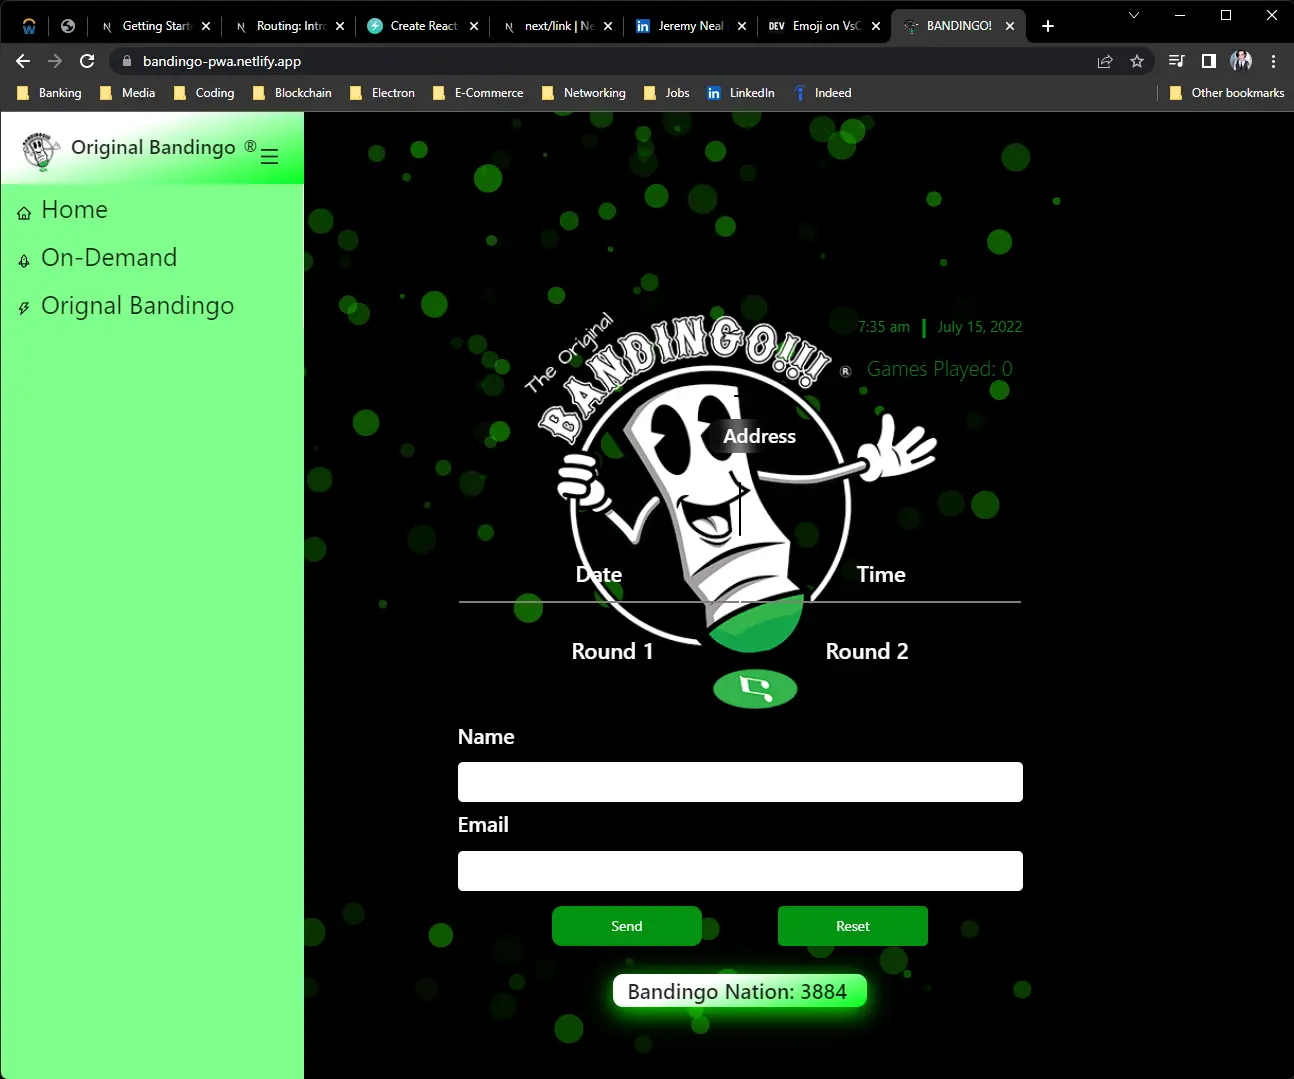 Getting Start
Routing: Intro
Create React
next/link | Ne
Jeremy Neal
DEV Emoji on VsC
BANDINGO!
bandingo-pwa.netlify.app
Banking
Media
Coding
Blockchain
Electron
E-Commerce
Networking
Jobs
LinkedIn
Indeed
Other bookmarks
Original Bandingo ®
Home
On-Demand
Orignal Bandingo
The Original
BANDINGO!!!
®
7:35 am | July 15, 2022
Games Played: 0
Address
Date
Time
Round 1
Round 2
Name
Email
Send
Reset
Bandingo Nation: 3884